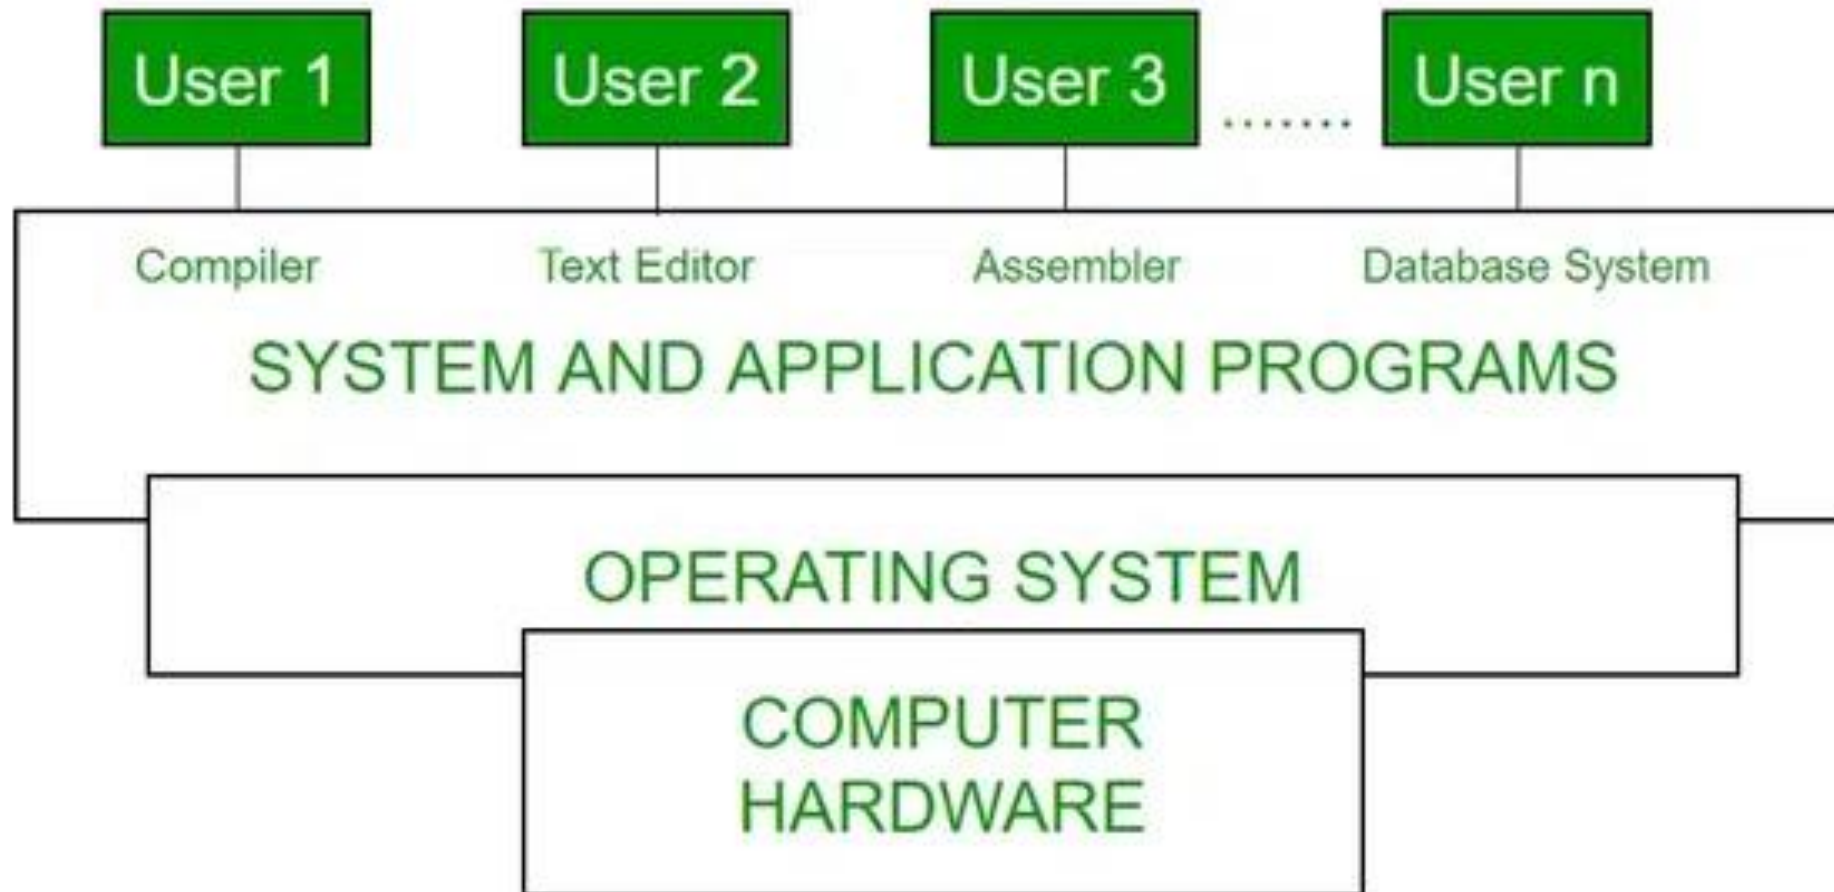 User 1
User 2
User 3
.......
User n
Compiler
Text Editor
Assembler
Database System
SYSTEM AND APPLICATION PROGRAMS
OPERATING SYSTEM
COMPUTER
HARDWARE